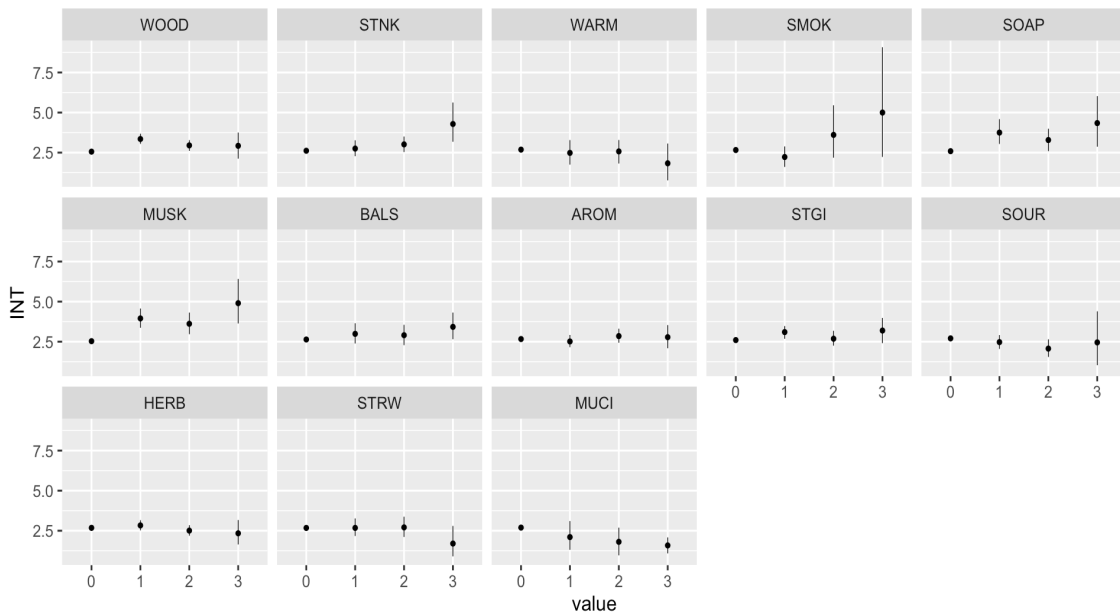 WOOD STNK WARM SMOK SOAP
7.5
5.0
2.5
MUSK BALS AROM STGI SOUR
7.5
5.0
2.5
0 1 2 3 0 1 2 3
HERB STRW MUCI
7.5
5.0
2.5
0 1 2 3 0 1 2 3 0 1 2 3
value
INT